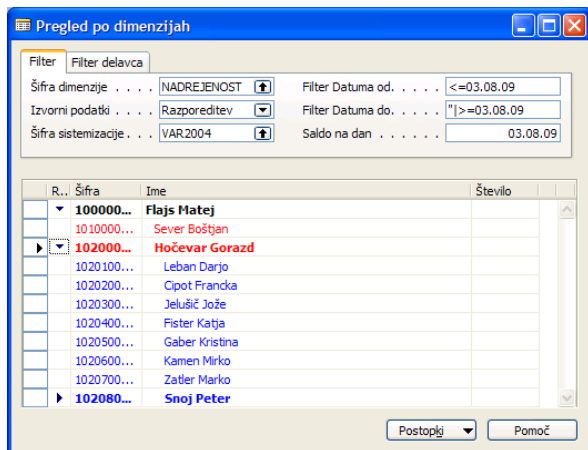 Pregled po dimenzijah
Filter Filter delavca
Šifra dimenzije . . . . NADREJENOST Filter Datuma od. . . . . <=03.08.09
Izvorni podatki . . . . Razporeditev Filter Datuma do. . . . . "|>=03.08.09
Šifra sistemizacije. . . VAR2004 Saldo na dan . . . . . . 03.08.09
R.. Šifra Ime Število
100000... Flajs Matej
1010000... Sever Boštjan
102000... Hočevar Gorazd
1020100... Leban Darjo
1020200... Cipot Francka
1020300... Jelušič Jože
1020400... Fister Katja
1020500... Gaber Kristina
1020600... Kamen Mirko
1020700... Zatler Marko
102080... Snoj Peter
Postopki Pomoč